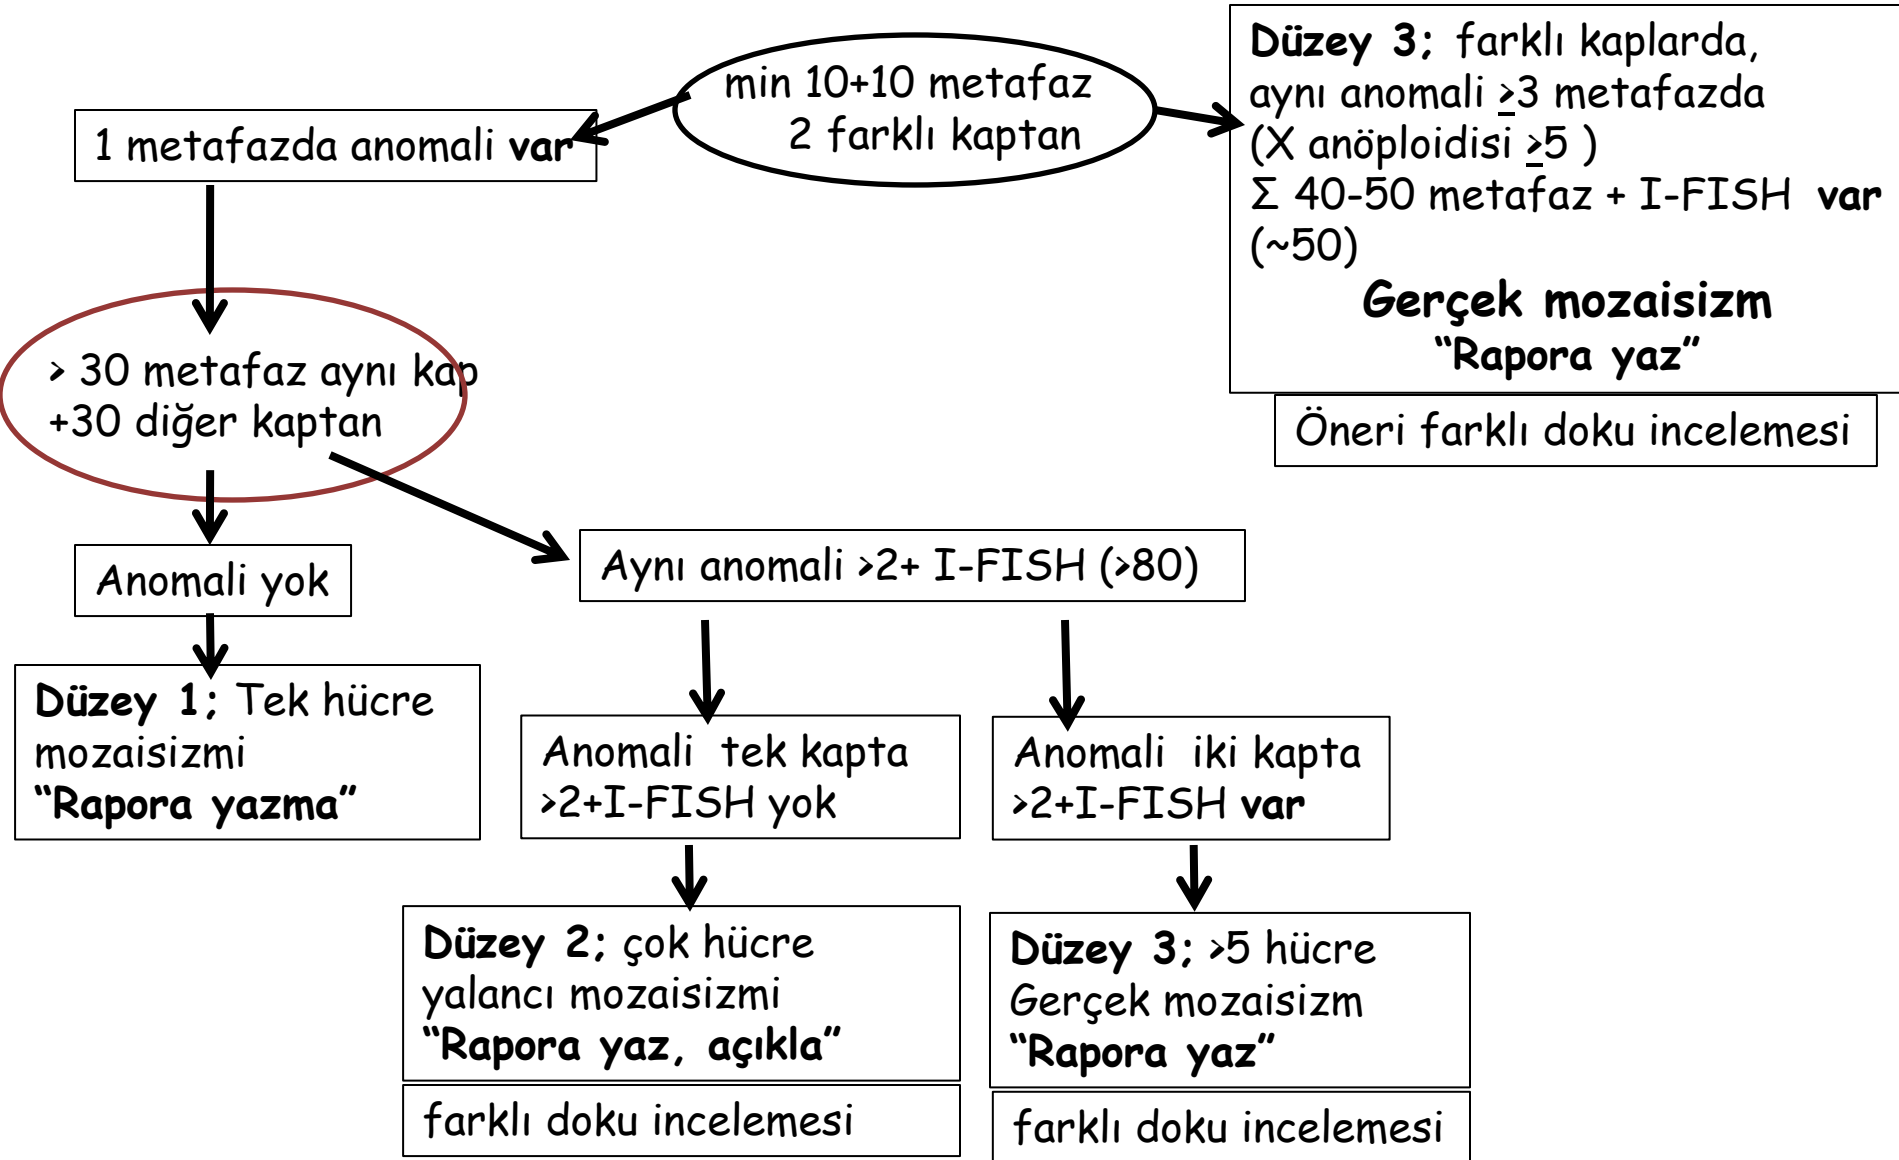 min 10+10 metafaz
2 farklı kaptan
Düzey 3; farklı kaplarda,
aynı anomali ≥3 metafazda
(X anöploidisi ≥5 )
Σ 40-50 metafaz + I-FISH var
(~50)
Gerçek mozaisizm
“Rapora yaz”
Öneri farklı doku incelemesi
1 metafazda anomali var
> 30 metafaz aynı kap
+30 diğer kaptan
Anomali yok
Aynı anomali >2+ I-FISH (>80)
Düzey 1; Tek hücre
mozaisizmi
“Rapora yazma”
Anomali tek kapta
>2+I-FISH yok
Anomali iki kapta
>2+I-FISH var
Düzey 2; çok hücre
yalancı mozaisizmi
“Rapora yaz, açıkla”
farklı doku incelemesi
Düzey 3; >5 hücre
Gerçek mozaisizm
“Rapora yaz”
farklı doku incelemesi